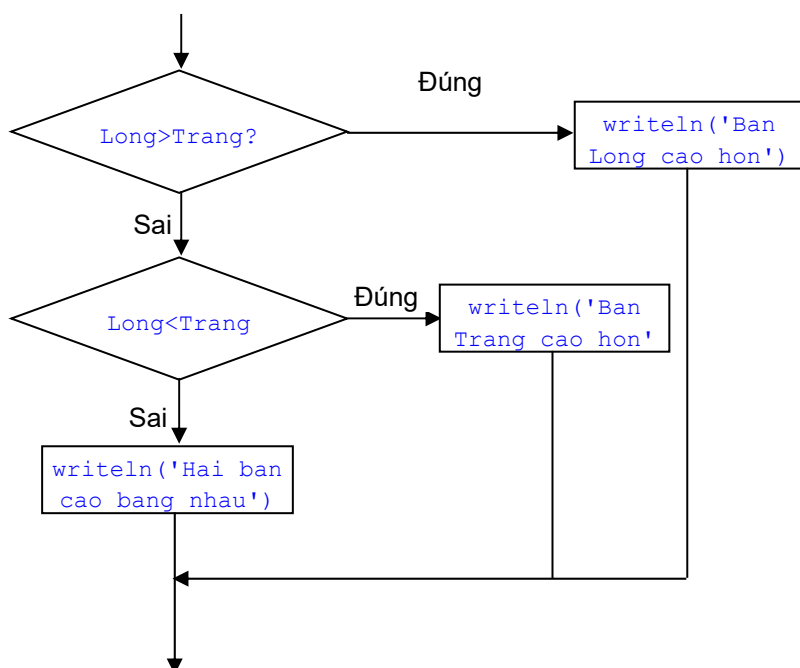 Đúng
Long>Trang?
writeln('Ban
Long cao hon')
Sai
Đúng
Long<Trang
writeln('Ban
Trang cao hon'
Sai
writeln('Hai ban
cao bang nhau')